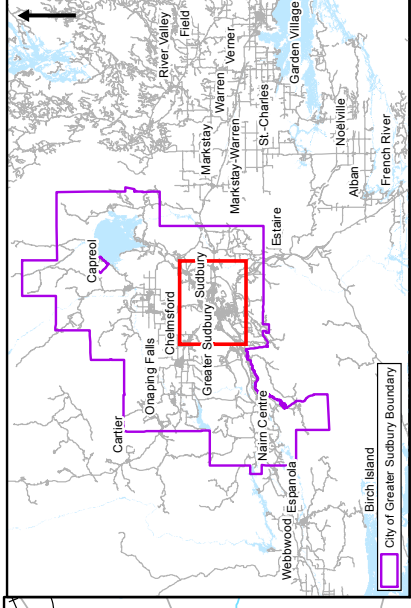 River Valley
Field
Verner
Warren
Garden Village
Markstay
St.-Charles
Markstay-Warren
Noëlville
Alban
French River
Estaire
Capreol
Sudbury
Chelmsford
Greater Sudbury
Onaping Falls
Cartier
Nairn Centre
Espanola
Webbwood
Birch Island
City of Greater Sudbury Boundary